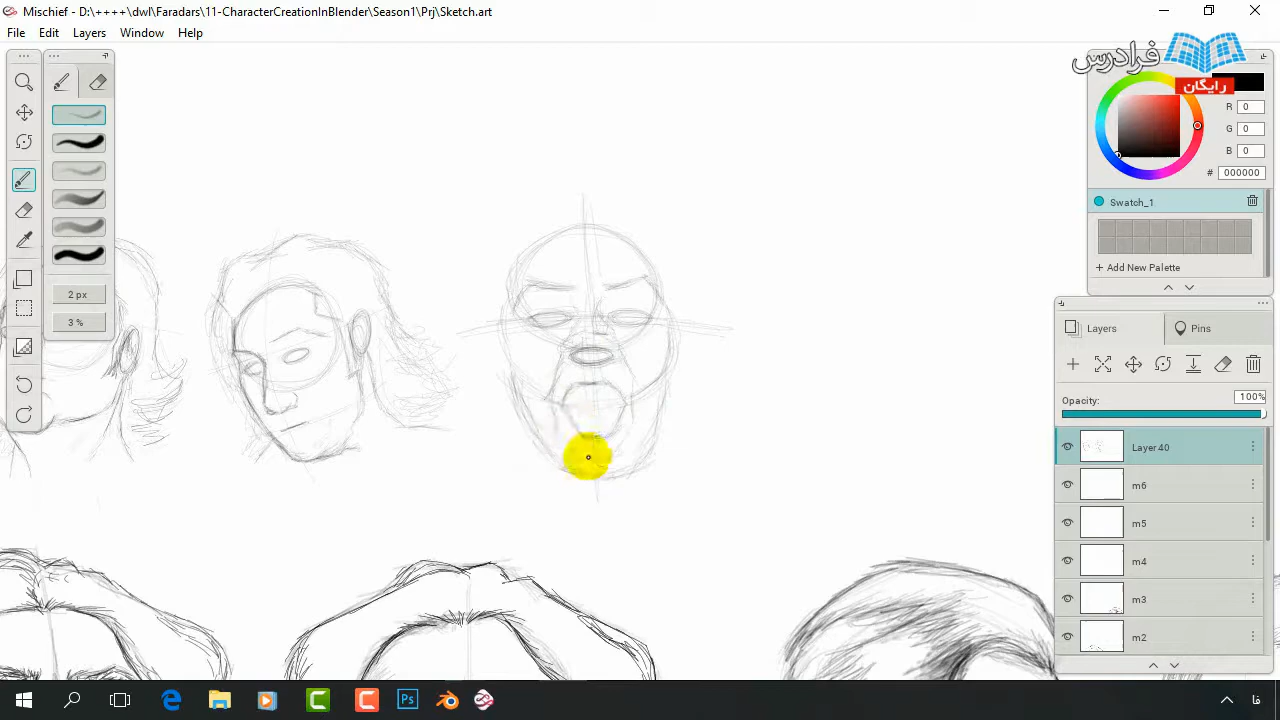 Mischief - D:\++++\dwl\Faradars\11-CharacterCreationInBlender\Season1\Prj\Sketch.art
File Edit Layers Window Help
فرادرس
رایگان
R 0
G 0
B 0
# 000000
Swatch_1
+ Add New Palette
2 px
3 %
Layers Pins
Opacity: 100%
Layer 40
m6
m5
m4
m3
m2
Ps
فا